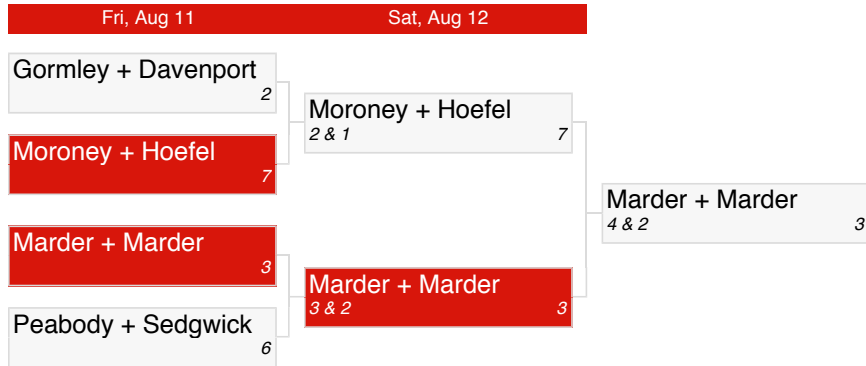 Fri, Aug 11
Sat, Aug 12
Gormley + Davenport
2
Moroney + Hoefel
7
Marder + Marder
3
Peabody + Sedgwick
6
Moroney + Hoefel
2 & 1 7
Marder + Marder
3 & 2 3
Marder + Marder
4 & 2 3